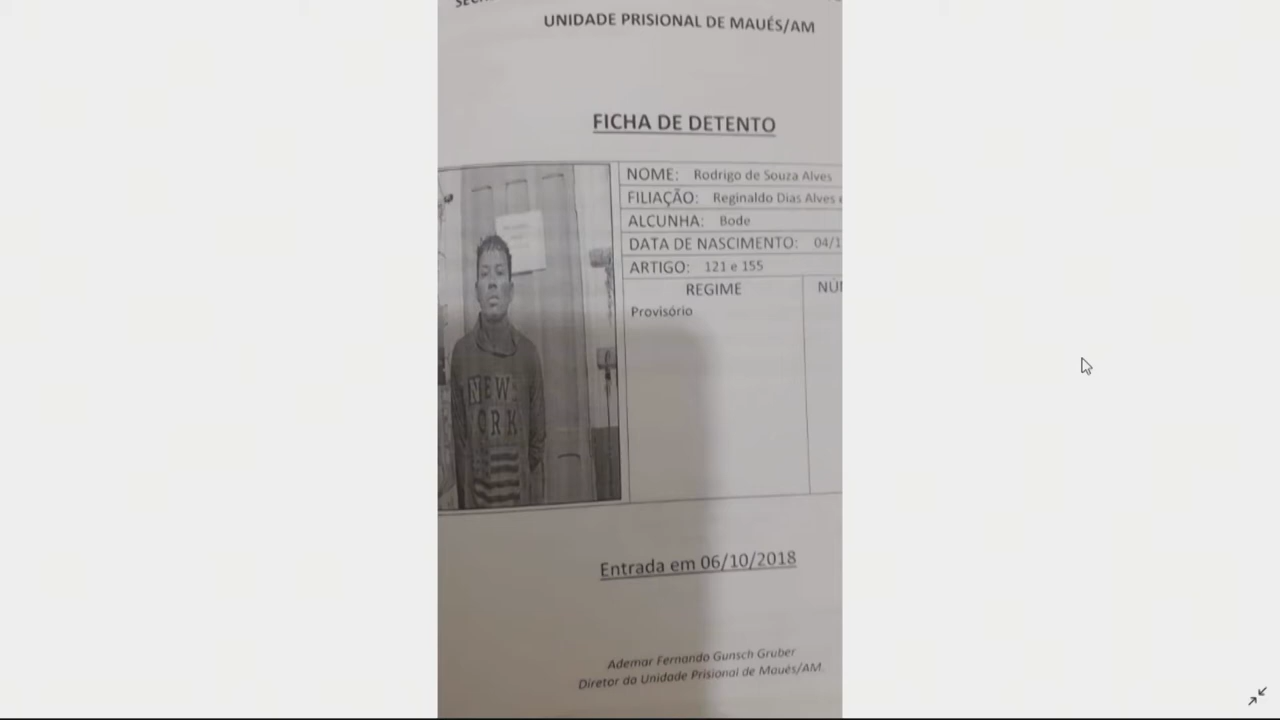 UNIDADE PRISIONAL DE MAUÉS/AM
FICHA DE DETENTO
NOME: Rodrigo de Souza Alves
FILIAÇÃO: Reginaldo Dias Alves e
ALCUNHA: Bode
DATA DE NASCIMENTO: 04/1
ARTIGO: 121 e 155
REGIME
Provisório
NEW
YORK
Entrada em 06/10/2018
Ademar Fernando Gunsch Gruber
Diretor da Unidade Prisional de Maués/AM